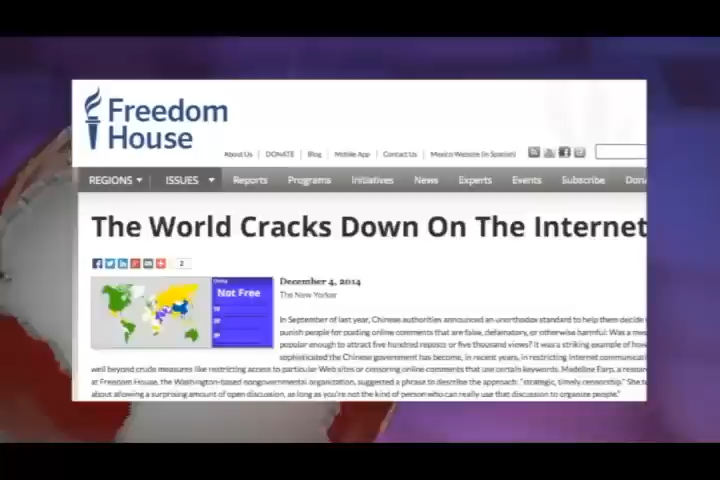 Freedom
House
About Us | DONATE | Blog | Mobile App | Contact Us | Mexico Website (in Spanish)
REGIONS ISSUES Reports Programs Initiatives News Experts Events Subscribe Dona
The World Cracks Down On The Internet
2
December 4, 2014
Not Free
The New Yorker
In September of last year, Chinese authorities announced an unorthodox standard to help them decide
punish people for posting online comments that are false, defamatory, or otherwise harmful: Was a me
popular enough to attract five hundred reposts or five thousand views? It was a striking example of how
sophisticated the Chinese government has become, in recent years, in restricting Internet communicati
well beyond crude measures like restricting access to particular Web sites or censoring online comments that use certain keywords. Madeline Earp, a resear
at Freedom House, the Washington-based nongovernmental organization, suggested a phrase to describe the approach: "strategic, timely censorship." She t
about allowing a surprising amount of open discussion, as long as you're not the kind of person who can really use that discussion to organize people."